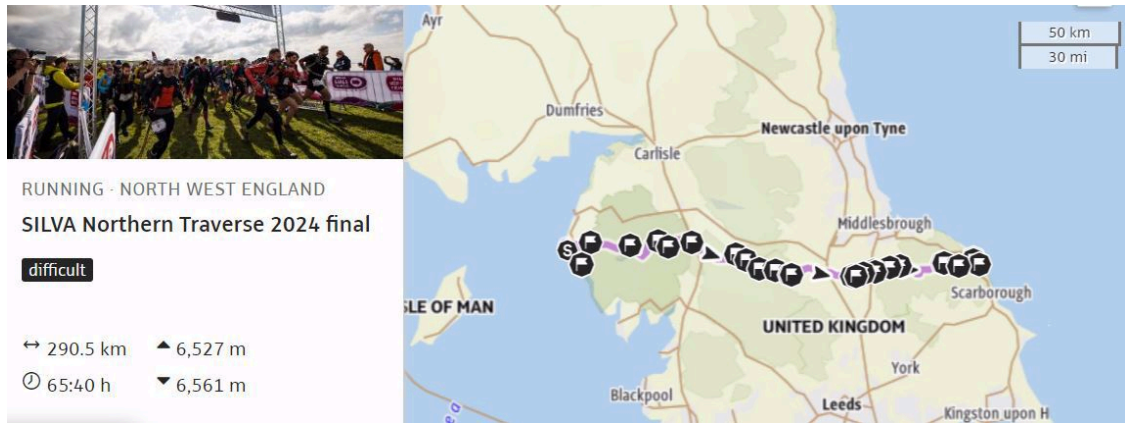 RUNNING · NORTH WEST ENGLAND
SILVA Northern Traverse 2024 final
difficult
290.5 km
6,527 m
65:40 h
6,561 m
50 km
30 mi
Ayr
Dumfries
Newcastle upon Tyne
Carlisle
Middlesbrough
S
SLE OF MAN
Scarborough
UNITED KINGDOM
York
Blackpool
Leeds
Kingston upon H
ea